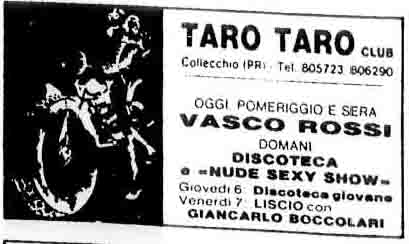 TARO TARO CLUB
Collecchio (PR) - Tel. 805723 806290
OGGI, POMERIGGIO E SERA
VASCO ROSSI
DOMANI
DISCOTECA
e «NUDE SEXY SHOW»
Giovedì 6: Discoteca giovane
Venerdì 7: LISCIO con
GIANCARLO BOCCOLARI